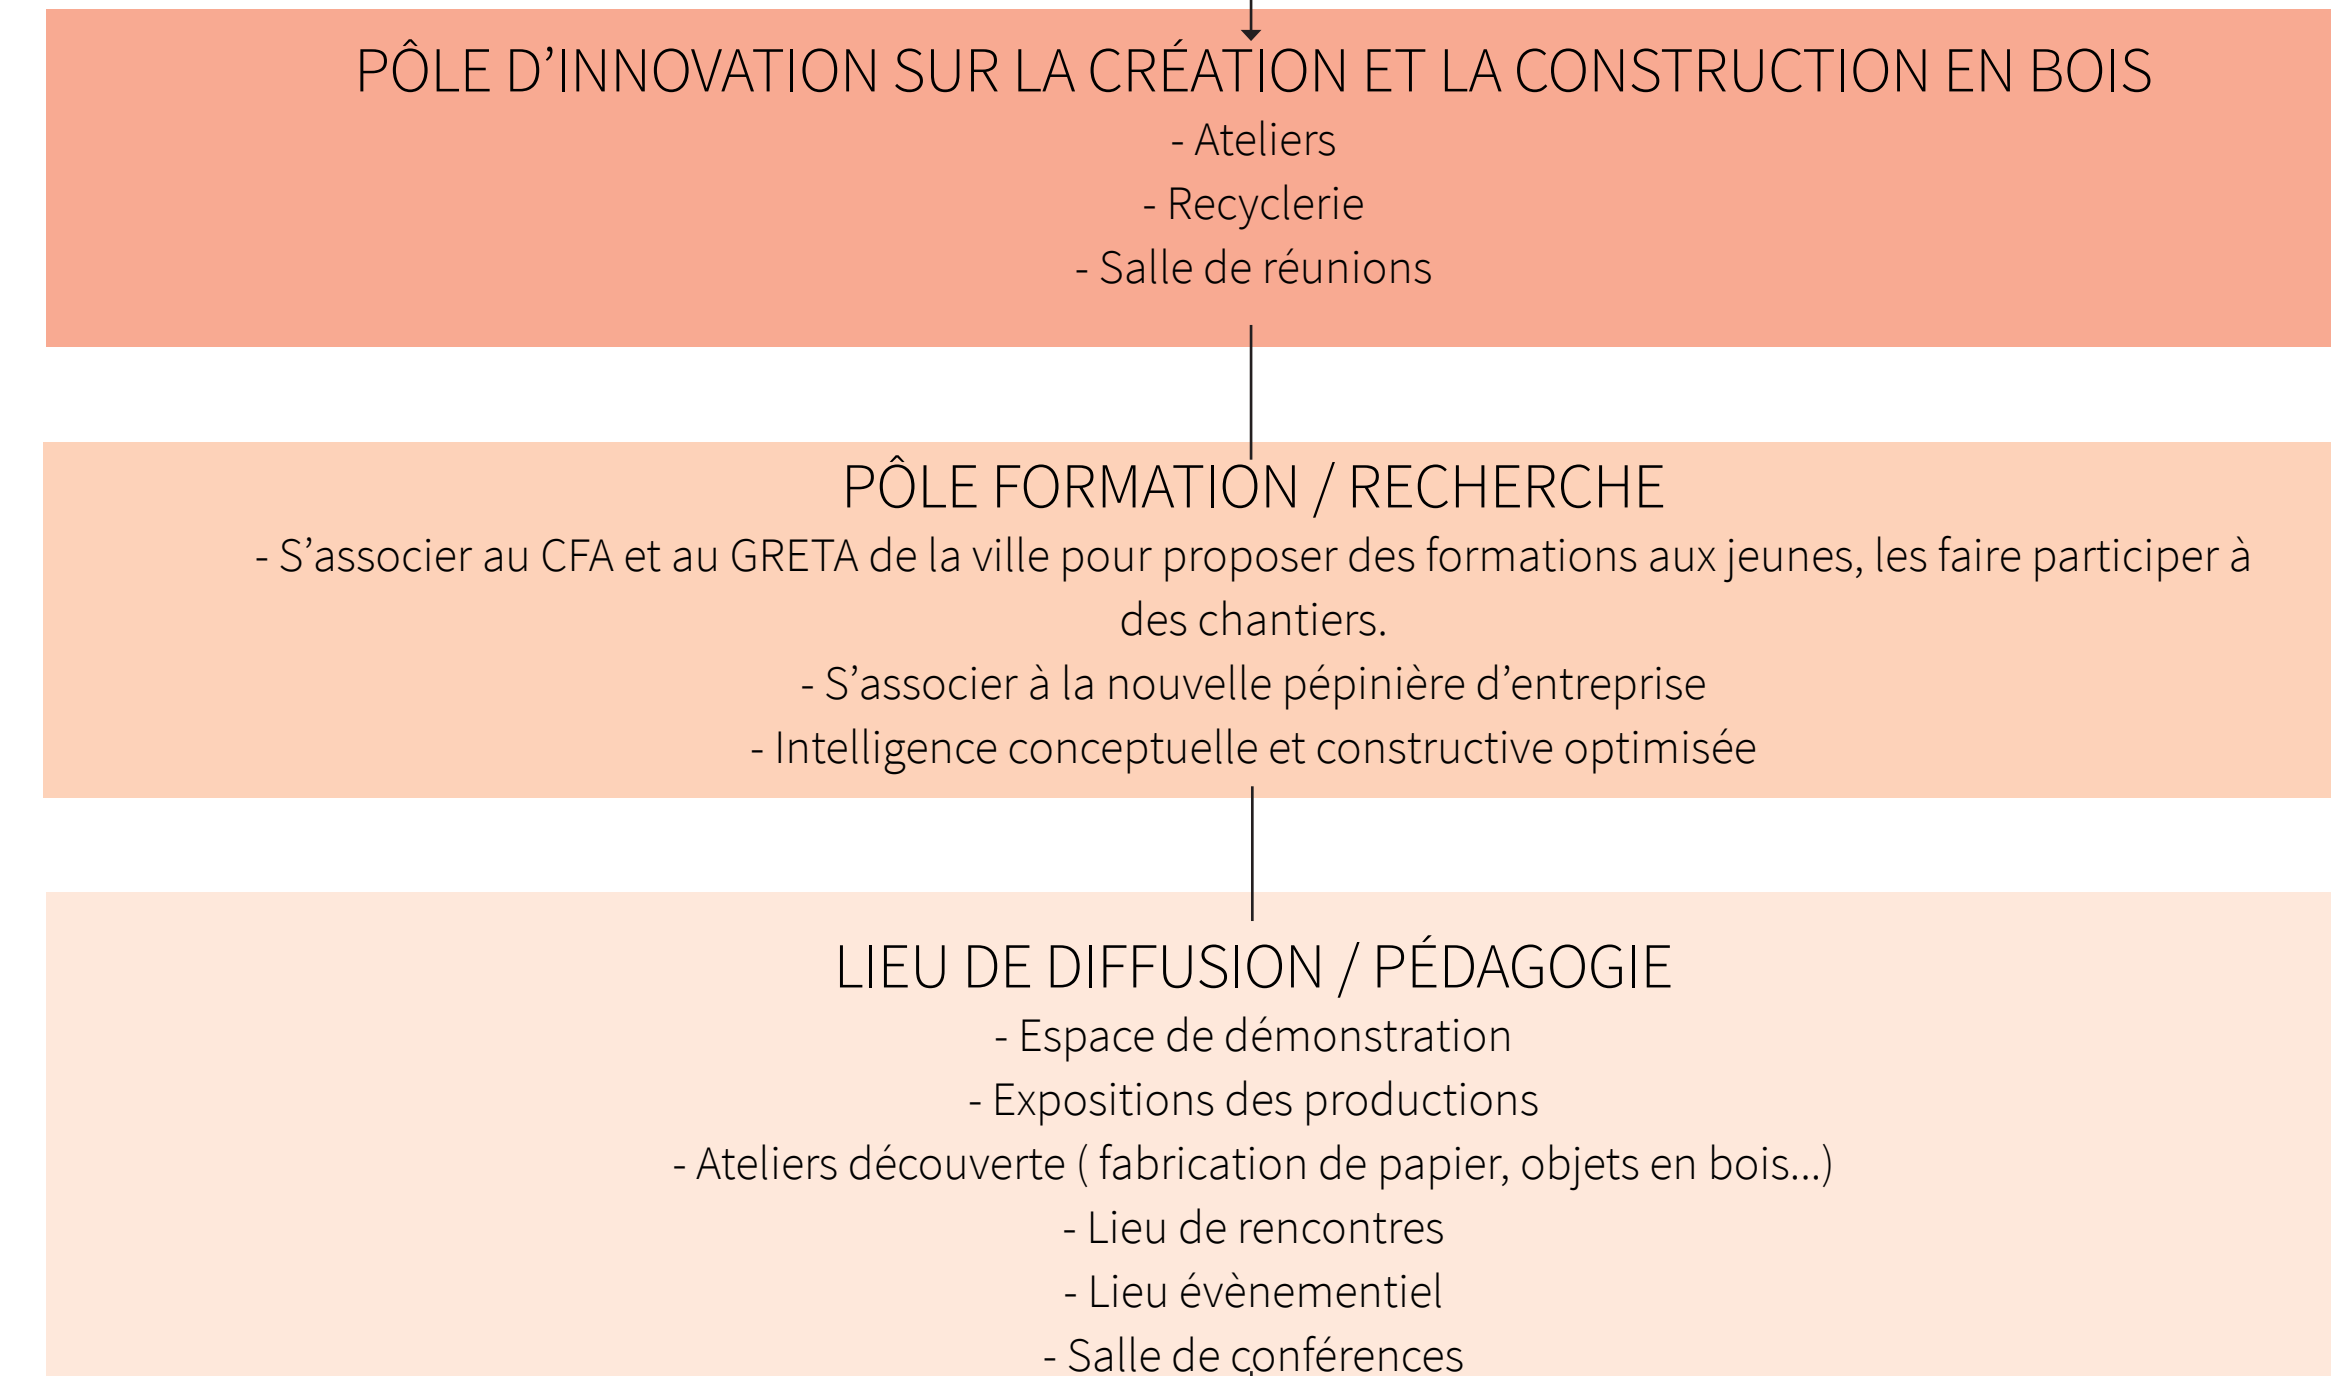 PÔLE D’INNOVATION SUR LA CRÉATION ET LA CONSTRUCTION EN BOIS
- Ateliers
- Recyclerie
- Salle de réunions
PÔLE FORMATION / RECHERCHE
- S’associer au CFA et au GRETA de la ville pour proposer des formations aux jeunes, les faire participer à
des chantiers.
- S’associer à la nouvelle pépinière d’entreprise
- Intelligence conceptuelle et constructive optimisée
LIEU DE DIFFUSION / PÉDAGOGIE
- Espace de démonstration
- Expositions des productions
- Ateliers découverte ( fabrication de papier, objets en bois...)
- Lieu de rencontres
- Lieu évènementiel
- Salle de conférences